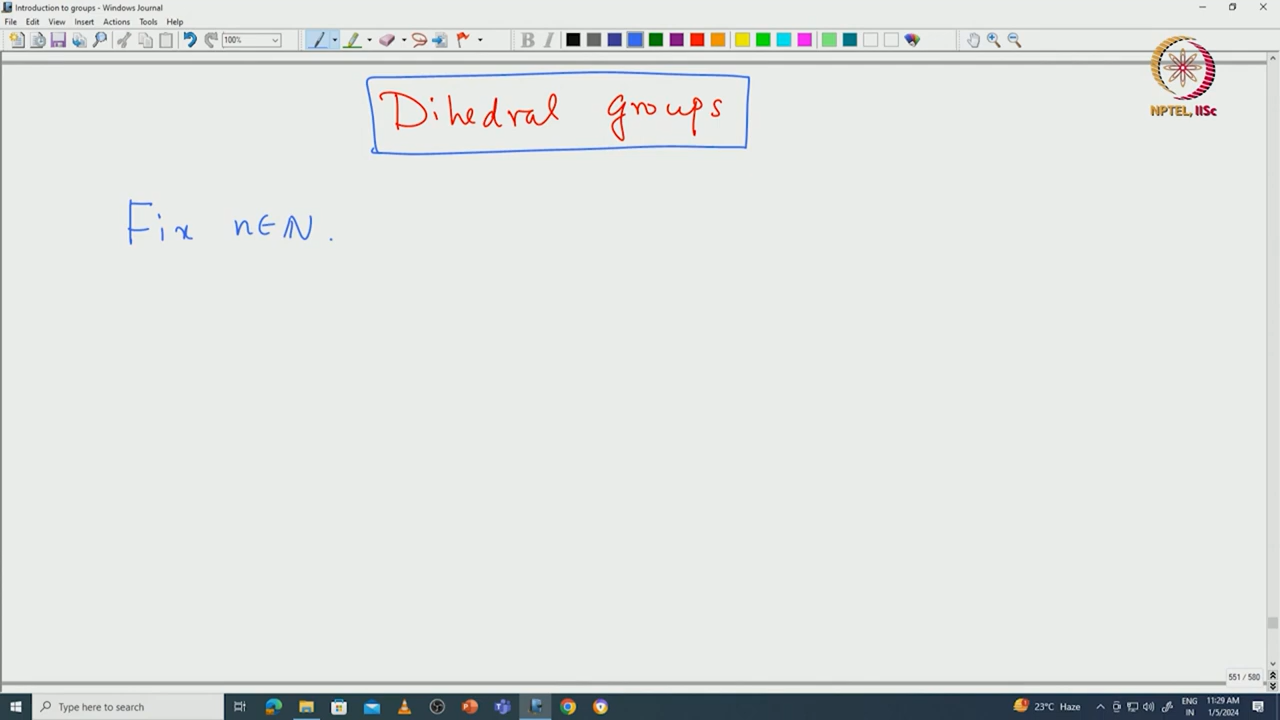 Introduction to groups - Windows Journal
File Edit View Insert Actions Tools Help
100%
B I
NPTEL, IISc
Dihedral groups
Fix n∈ℕ.
551 / 580
Type here to search
23°C Haze
ENG
IN
11:29 AM
1/5/2024